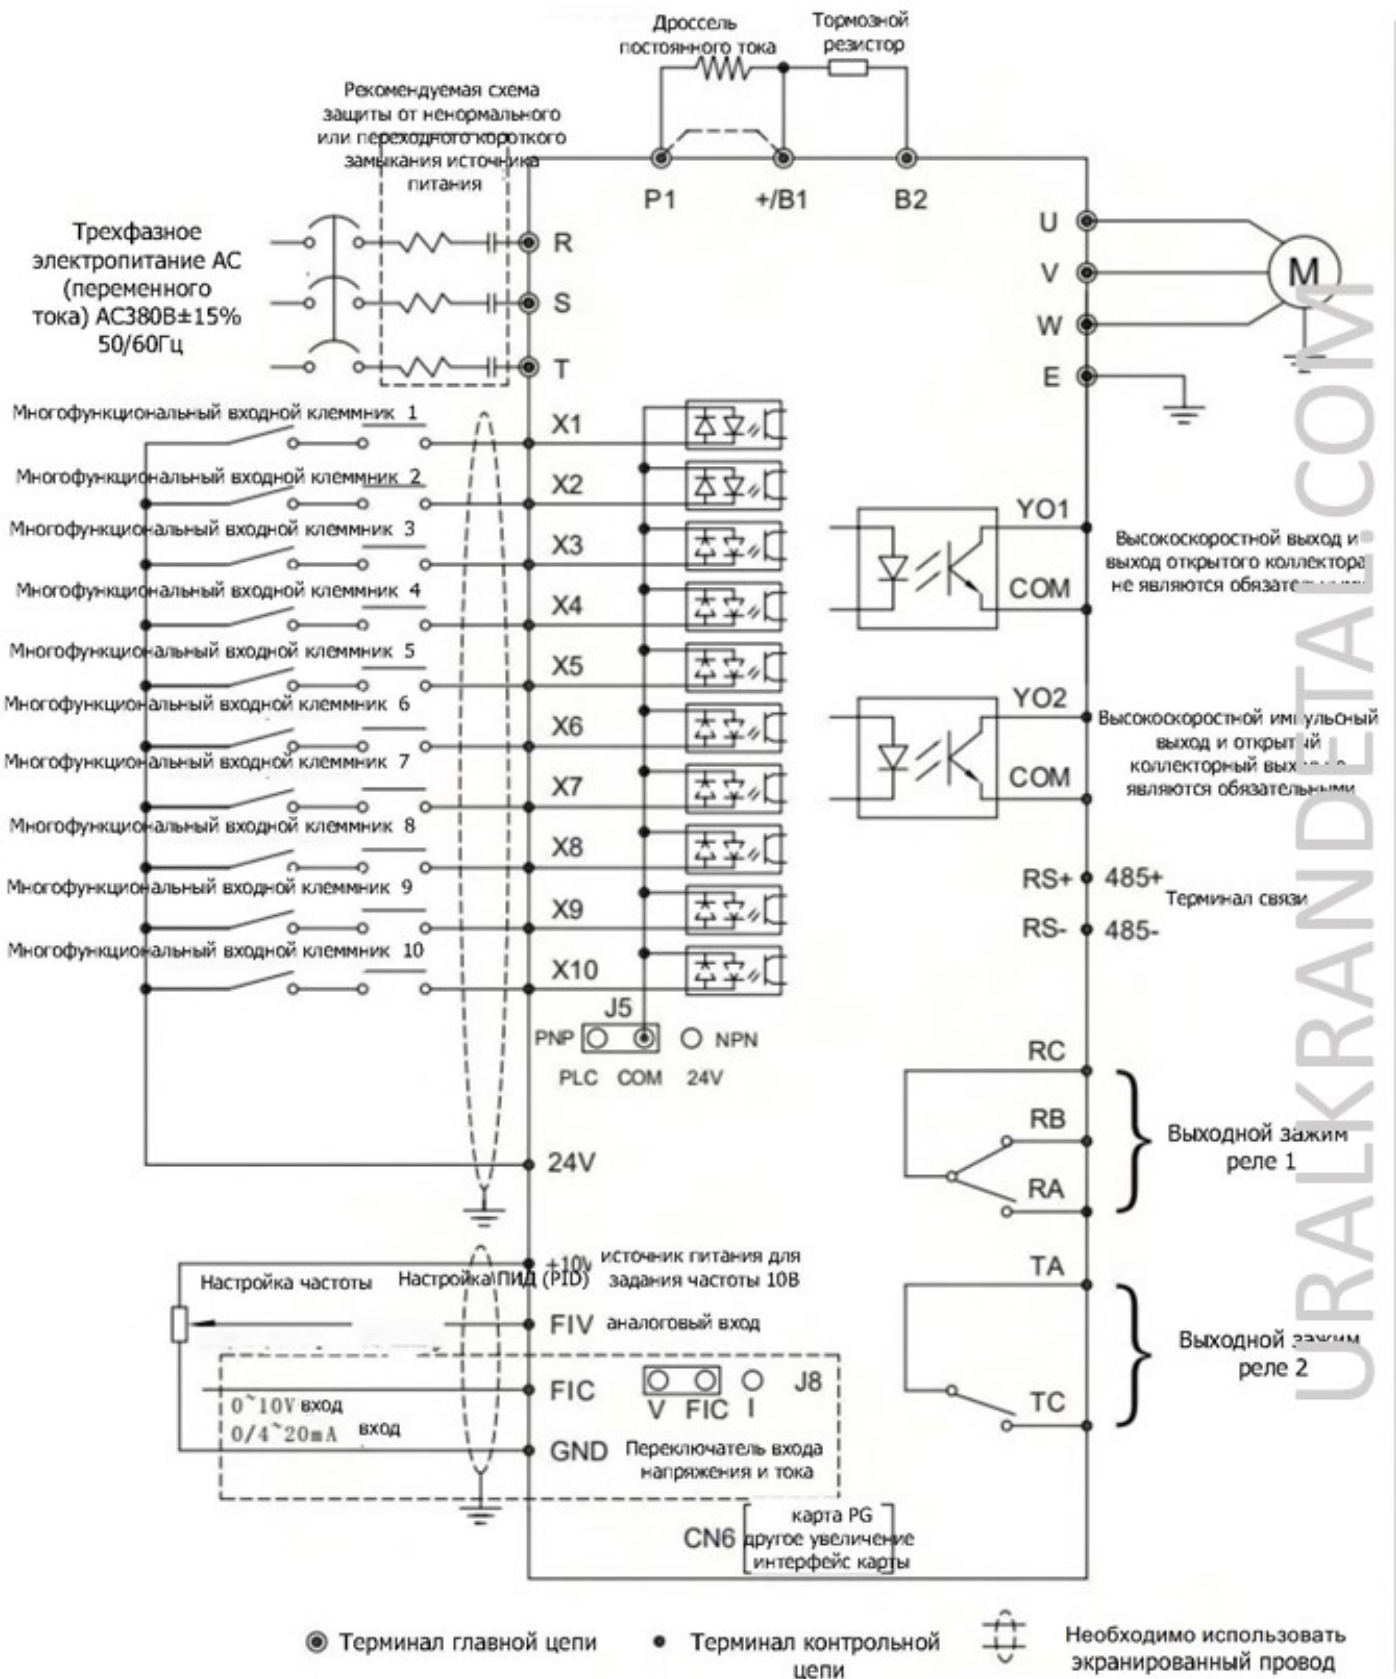 Дроссель
постоянного тока
Тормозной
резистор
Рекомендуемая схема
защиты от ненормального
или переходного короткого
замыкания источника
питания
P1
+/B1
B2
Трехфазное
электропитание AC
(переменного
тока) AC380В±15%
50/60Гц
R
S
T
U
V
W
E
M
Многофункциональный входной клеммник 1
X1
Многофункциональный входной клеммник 2
X2
Многофункциональный входной клеммник 3
X3
Многофункциональный входной клеммник 4
X4
Многофункциональный входной клеммник 5
X5
Многофункциональный входной клеммник 6
X6
Многофункциональный входной клеммник 7
X7
Многофункциональный входной клеммник 8
X8
Многофункциональный входной клеммник 9
X9
Многофункциональный входной клеммник 10
X10
J5
PNP
NPN
PLC COM 24V
24V
YO1
COM
Высокоскоростной выход и
выход открытого коллектора
не являются
YO2
COM
Высокоскоростной импульсный
выход и открытый
коллекторный
являются обязательными
RS+ 485+
RS- 485-
Терминал связи
RC
RB
RA
Выходной зажим
реле 1
TA
TC
Выходной зажим
реле 2
+10V
источник питания для
задания частоты 10В
Настройка частоты
Настройка ПИД (PID)
FIV аналоговый вход
FIC
V FIC I
J8
0~10V вход
0/4~20mA вход
GND
Переключатель входа
напряжения и тока
CN6
карта PG
другое увеличение
интерфейс карты
Терминал главной цепи
Терминал контрольной
цепи
Необходимо использовать
экранированный провод
URALKRANDETAL.COM